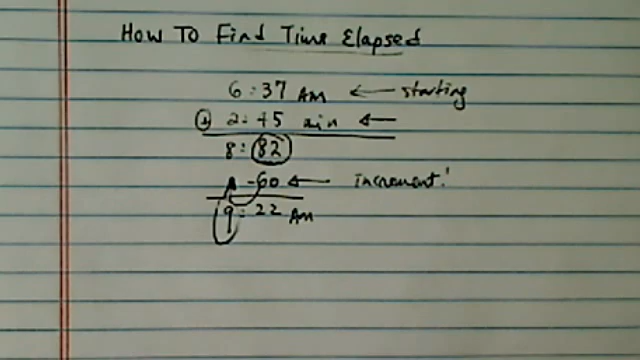 How To Find Time Elapsed
6:37 AM ← starting
+ 2:45 min ←
8:82
-60 ← increment!
9:22 AM